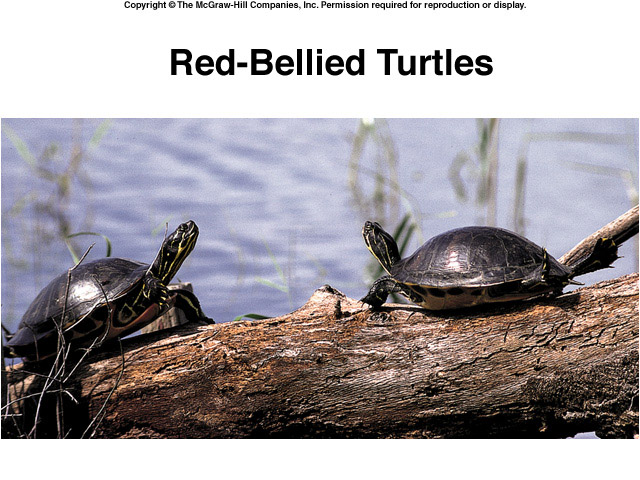 Copyright © The McGraw-Hill Companies, Inc. Permission required for reproduction or display.
Red-Bellied Turtles